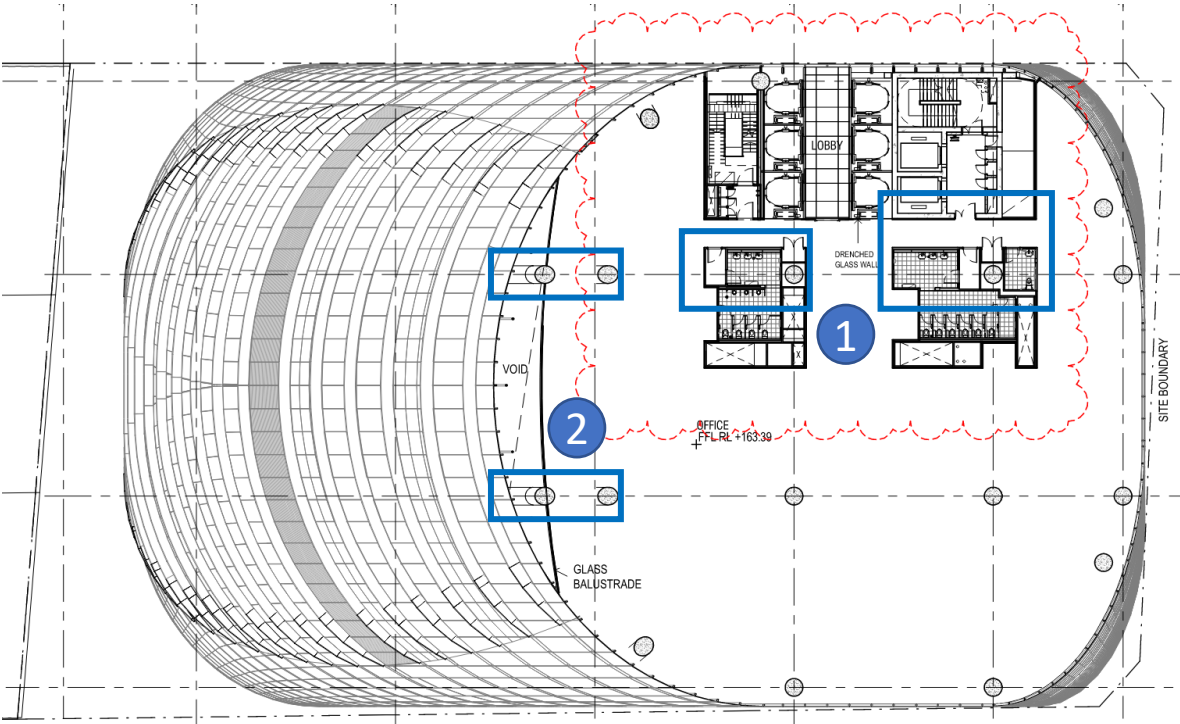 LOBBY
DRENCHED
GLASS WALL
1
VOID
2
OFFICE
FFL RL +163.39
SITE BOUNDARY
GLASS
BALUSTRADE